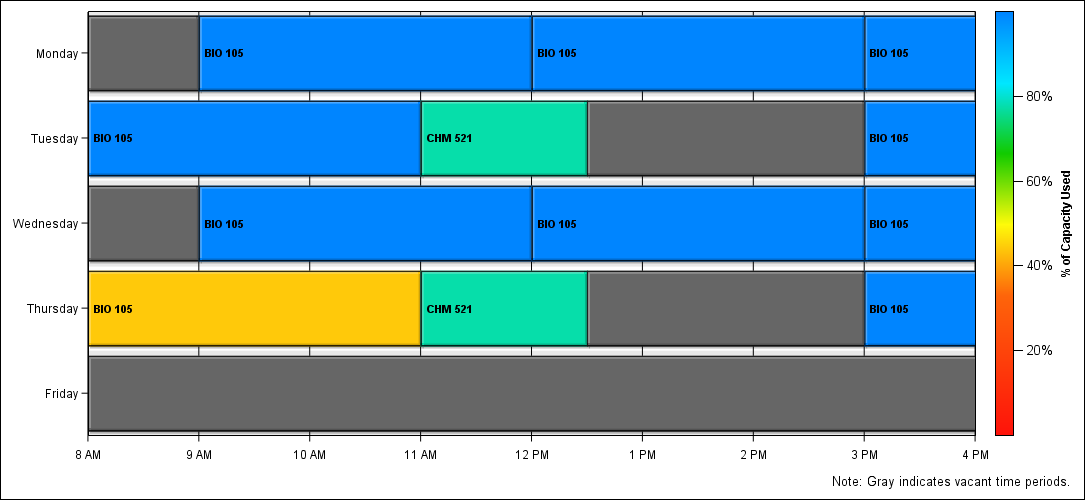 Monday
BIO 105
BIO 105
BIO 105
Tuesday
BIO 105
CHM 521
BIO 105
Wednesday
BIO 105
BIO 105
BIO 105
Thursday
BIO 105
CHM 521
BIO 105
Friday
8 AM 9 AM 10 AM 11 AM 12 PM 1 PM 2 PM 3 PM 4 PM
80%
60%
40%
20%
% of Capacity Used
Note: Gray indicates vacant time periods.